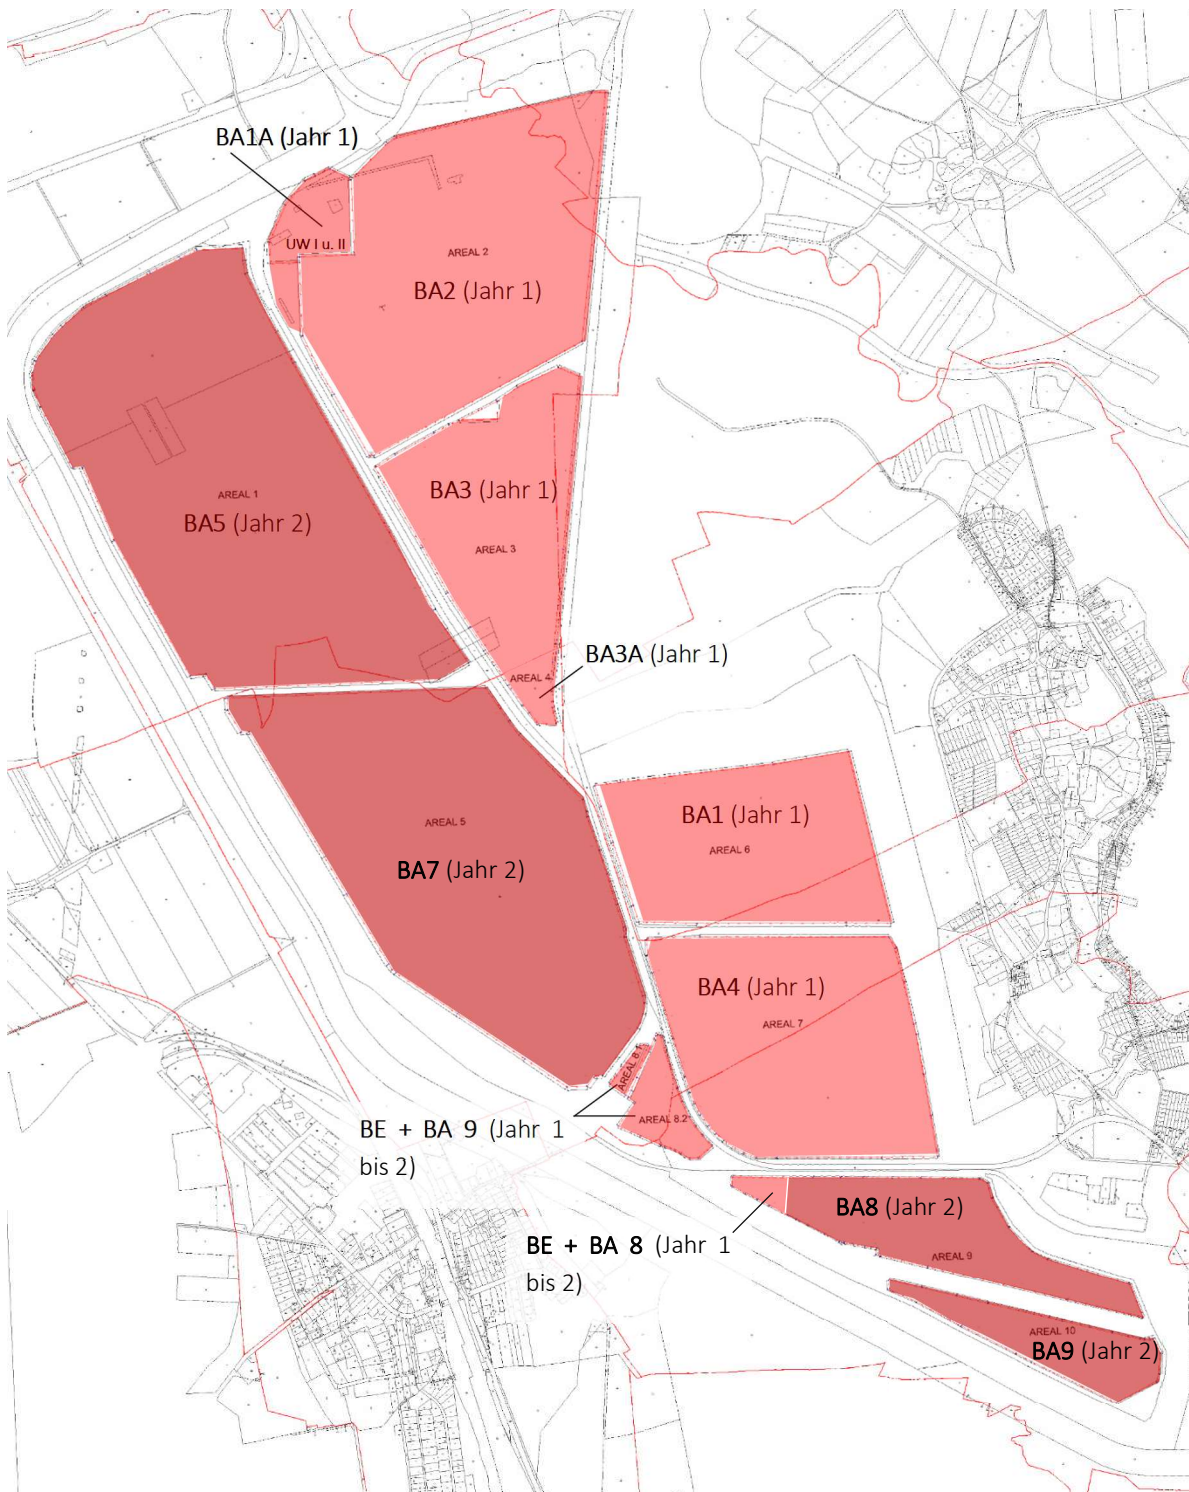 BA1A (Jahr 1)
UW I u. II
AREAL 2
BA2 (Jahr 1)
AREAL 1
BA5 (Jahr 2)
BA3 (Jahr 1)
AREAL 3
BA3A (Jahr 1)
AREAL 4
BA1 (Jahr 1)
AREAL 6
AREAL 5
BA7 (Jahr 2)
BA4 (Jahr 1)
AREAL 7
AREAL 8.1
AREAL 8.2
BE + BA 9 (Jahr 1
bis 2)
BA8 (Jahr 2)
AREAL 9
BE + BA 8 (Jahr 1
bis 2)
AREAL 10
BA9 (Jahr 2)